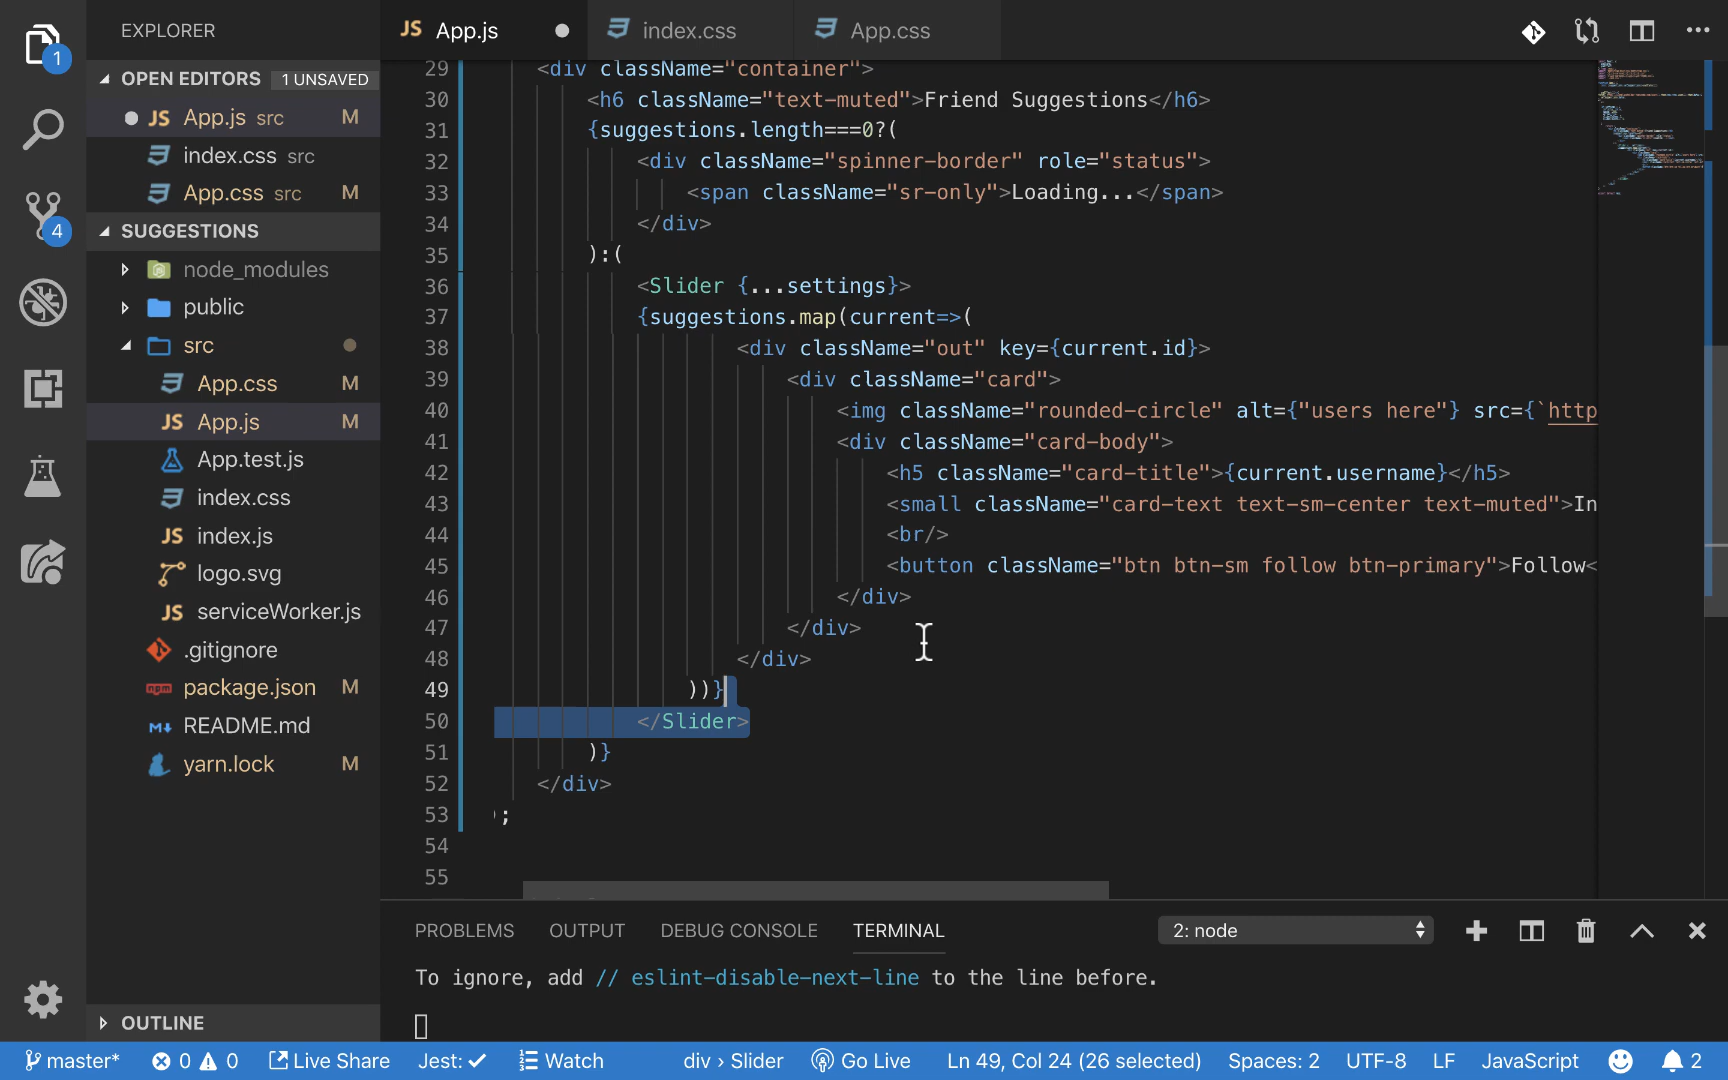 EXPLORER
JS App.js
index.css
App.css
1
OPEN EDITORS 1 UNSAVED
JS App.js src M
index.css src
App.css src M
4
SUGGESTIONS
node_modules
public
src
App.css M
JS App.js M
App.test.js
index.css
JS index.js
logo.svg
JS serviceWorker.js
.gitignore
npm package.json M
README.md
yarn.lock M
OUTLINE
29 <div className="container">
30 <h6 className="text-muted">Friend Suggestions</h6>
31 {suggestions.length===0?(
32 <div className="spinner-border" role="status">
33 <span className="sr-only">Loading...</span>
34 </div>
35 ):(
36 <Slider {...settings}>
37 {suggestions.map(current=>(
38 <div className="out" key={current.id}>
39 <div className="card">
40 <img className="rounded-circle" alt={"users here"} src={`http
41 <div className="card-body">
42 <h5 className="card-title">{current.username}</h5>
43 <small className="card-text text-sm-center text-muted">In
44 <br/>
45 <button className="btn btn-sm follow btn-primary">Follow<
46 </div>
47 </div>
48 </div>
49 ))}
50 </Slider>
51 )}
52 </div>
53 );
54
55
PROBLEMS OUTPUT DEBUG CONSOLE TERMINAL 2: node
To ignore, add // eslint-disable-next-line to the line before.
master* 0 0 Live Share Jest: Watch div › Slider Go Live Ln 49, Col 24 (26 selected) Spaces: 2 UTF-8 LF JavaScript 2